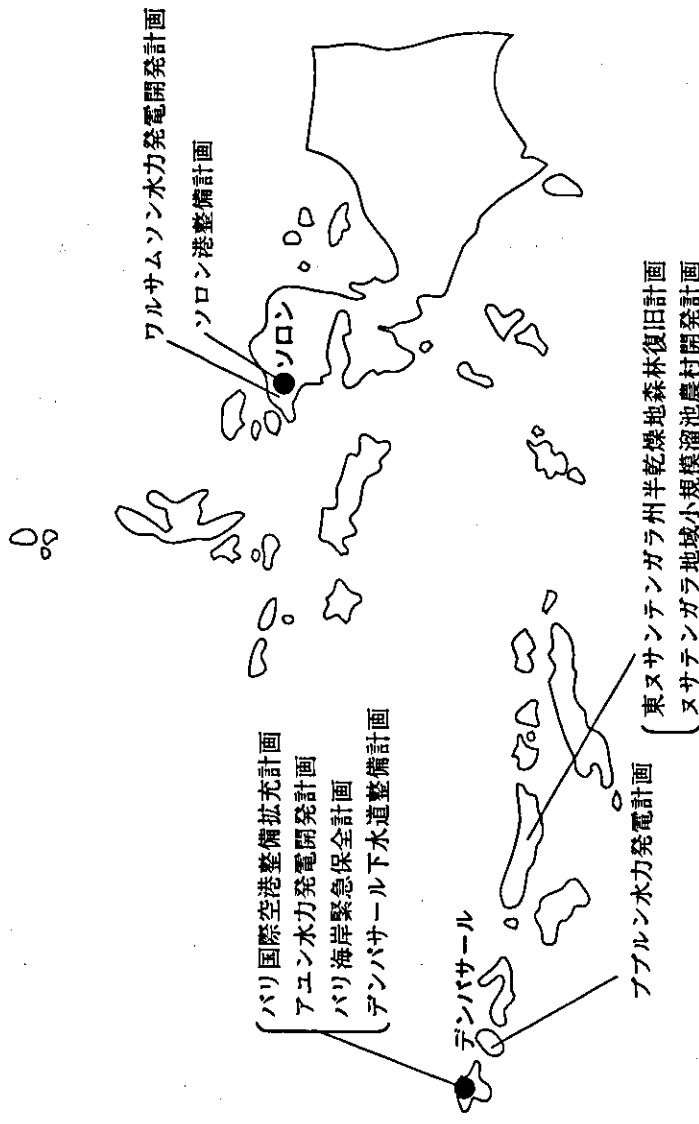 ワルサムソン水力発電開発計画
ソロン港整備計画
ソロン
バリ国際空港整備拡充計画
アユン水力発電開発計画
バリ海岸緊急保全計画
デンパサール下水道整備計画
デンパサール
ブブルン水力発電計画
東ヌサンテンガラ州半乾燥地森林復旧計画
ヌサテンガラ地域小規模溜池農村開発計画